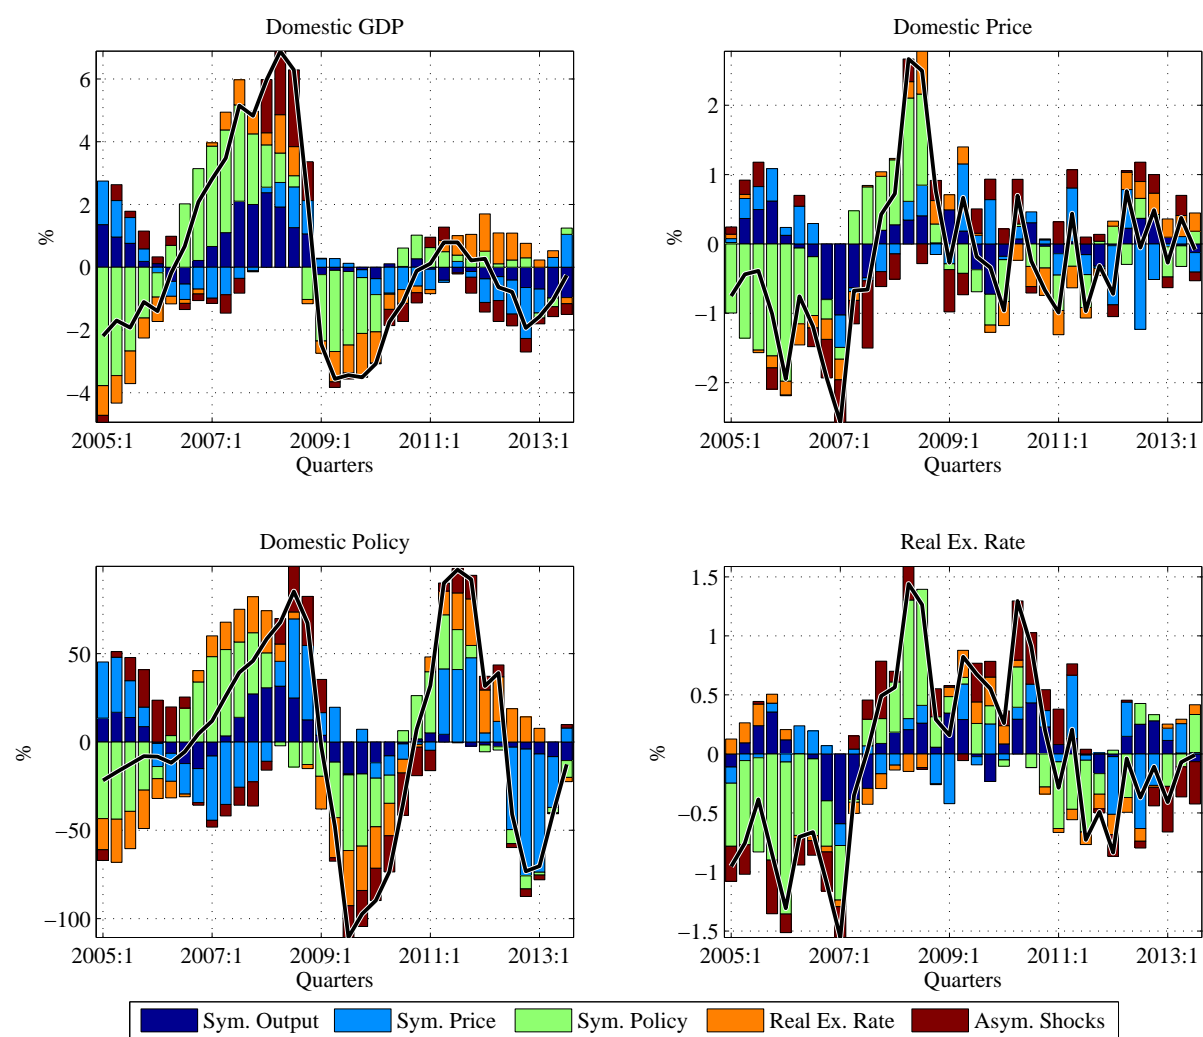 Domestic GDP
%
6
4
2
0
−2
−4
2005:1 2007:1 2009:1 2011:1 2013:1
Quarters
Domestic Price
%
2
1
0
−1
−2
2005:1 2007:1 2009:1 2011:1 2013:1
Quarters
Domestic Policy
%
50
0
−50
−100
2005:1 2007:1 2009:1 2011:1 2013:1
Quarters
Real Ex. Rate
%
1.5
1
0.5
0
−0.5
−1
−1.5
2005:1 2007:1 2009:1 2011:1 2013:1
Quarters
Sym. Output Sym. Price Sym. Policy Real Ex. Rate Asym. Shocks